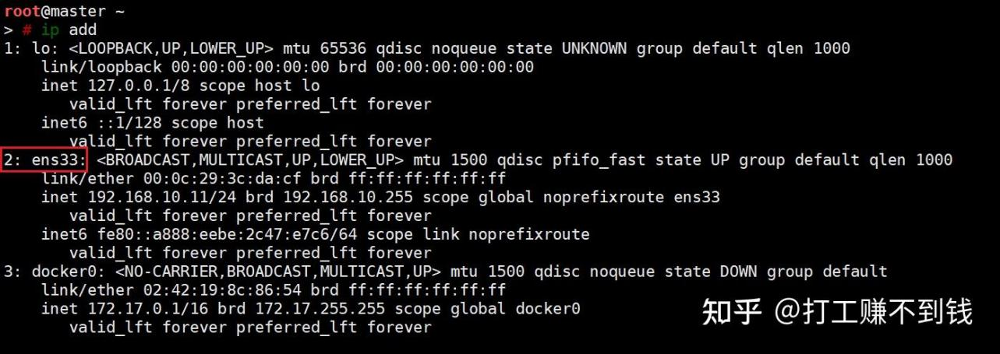 root@master ~
> # ip add
1: lo: <LOOPBACK,UP,LOWER_UP> mtu 65536 qdisc noqueue state UNKNOWN group default qlen 1000
link/loopback 00:00:00:00:00:00 brd 00:00:00:00:00:00
inet 127.0.0.1/8 scope host lo
valid_lft forever preferred_lft forever
inet6 ::1/128 scope host
valid_lft forever preferred_lft forever
2: ens33: <BROADCAST,MULTICAST,UP,LOWER_UP> mtu 1500 qdisc pfifo_fast state UP group default qlen 1000
link/ether 00:0c:29:3c:da:cf brd ff:ff:ff:ff:ff:ff
inet 192.168.10.11/24 brd 192.168.10.255 scope global noprefixroute ens33
valid_lft forever preferred_lft forever
inet6 fe80::a888:eebe:2c47:e7c6/64 scope link noprefixroute
valid_lft forever preferred_lft forever
3: docker0: <NO-CARRIER,BROADCAST,MULTICAST,UP> mtu 1500 qdisc noqueue state DOWN group default
link/ether 02:42:19:8c:86:54 brd ff:ff:ff:ff:ff:ff
inet 172.17.0.1/16 brd 172.17.255.255 scope global docker0
valid_lft forever preferred_lft forever
知乎 @打工赚不到钱